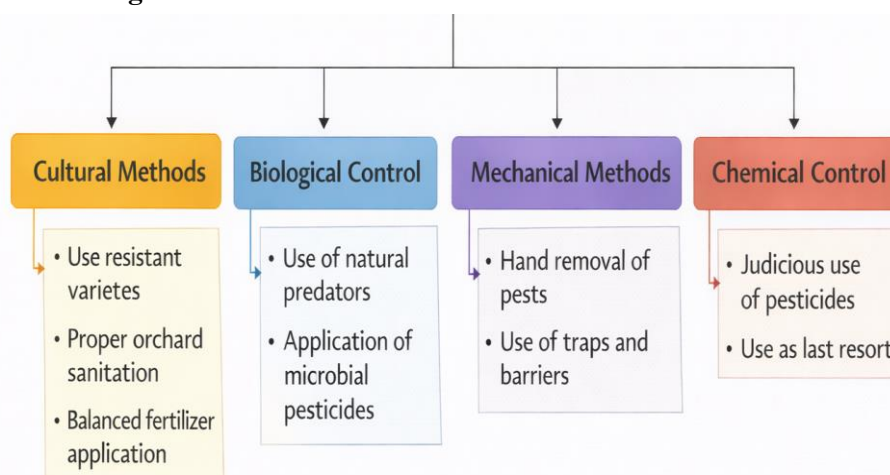 Cultural Methods
• Use resistant
varietes
• Proper orchard
sanitation
• Balanced fertilizer
application
Biological Control
• Use of natural
predators
• Application of
microbial
pesticides
Mechanical Methods
• Hand removal of
pests
• Use of traps and
barriers
Chemical Control
• Judicious use
of pesticides
• Use as last resort